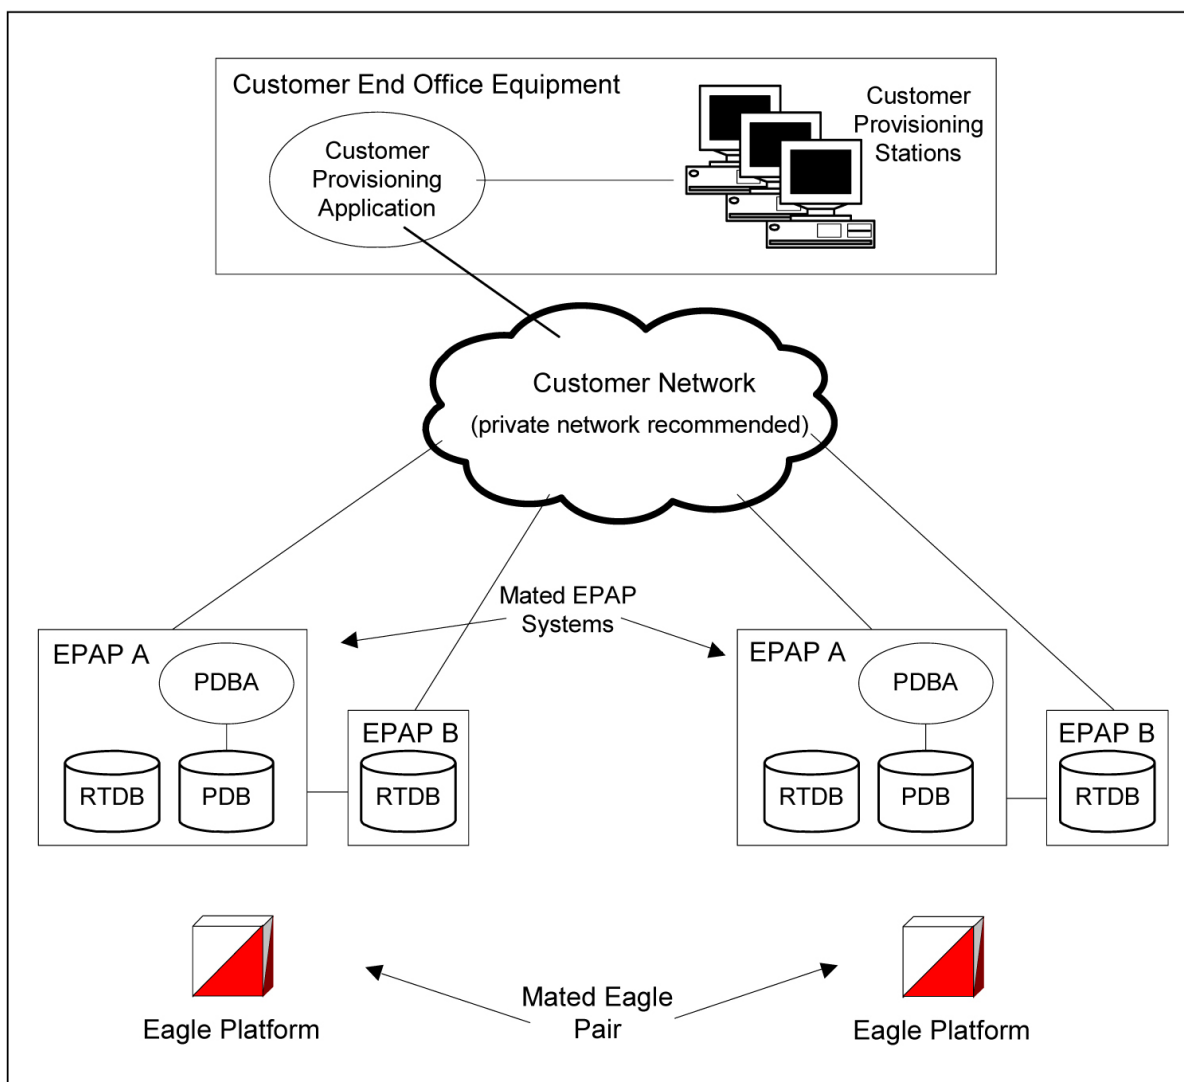 Customer End Office Equipment
Customer
Provisioning
Application
Customer
Provisioning
Stations
Customer Network
(private network recommended)
Mated EPAP
Systems
EPAP A
PDBA
RTDB
PDB
EPAP B
RTDB
EPAP A
PDBA
RTDB
PDB
EPAP B
RTDB
Eagle Platform
Mated Eagle
Pair
Eagle Platform